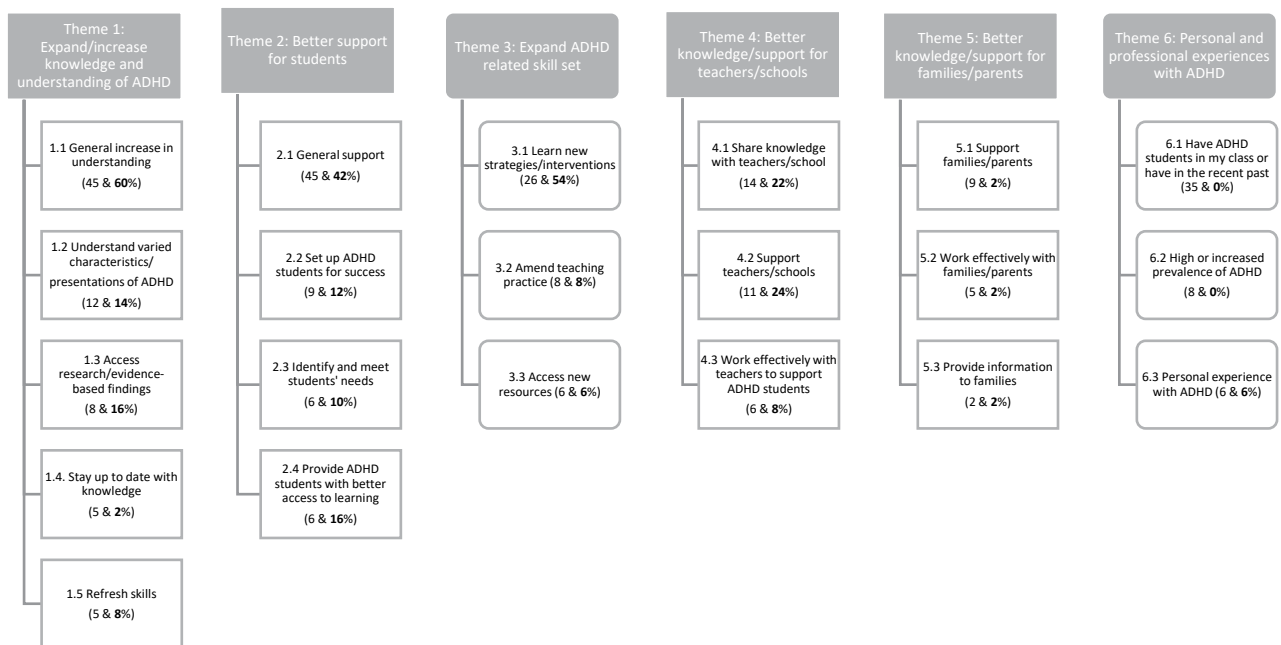 Theme 1:
Expand/increase
knowledge and
understanding of ADHD
1.1 General increase in
understanding
(45 & 60%)
1.2 Understand varied
characteristics/
presentations of ADHD
(12 & 14%)
1.3 Access
research/evidence-
based findings
(8 & 16%)
1.4. Stay up to date with
knowledge
(5 & 2%)
1.5 Refresh skills
(5 & 8%)
Theme 2: Better support
for students
2.1 General support
(45 & 42%)
2.2 Set up ADHD
students for success
(9 & 12%)
2.3 Identify and meet
students' needs
(6 & 10%)
2.4 Provide ADHD
students with better
access to learning
(6 & 16%)
Theme 3: Expand ADHD
related skill set
3.1 Learn new
strategies/interventions
(26 & 54%)
3.2 Amend teaching
practice (8 & 8%)
3.3 Access new
resources (6 & 6%)
Theme 4: Better
knowledge/support for
teachers/schools
4.1 Share knowledge
with teachers/school
(14 & 22%)
4.2 Support
teachers/schools
(11 & 24%)
4.3 Work effectively with
teachers to support
ADHD students
(6 & 8%)
Theme 5: Better
knowledge/support for
families/parents
5.1 Support
families/parents
(9 & 2%)
5.2 Work effectively with
families/parents
(5 & 2%)
5.3 Provide information
to families
(2 & 2%)
Theme 6: Personal and
professional experiences
with ADHD
6.1 Have ADHD
students in my class or
have in the recent past
(35 & 0%)
6.2 High or increased
prevalence of ADHD
(8 & 0%)
6.3 Personal experience
with ADHD (6 & 6%)